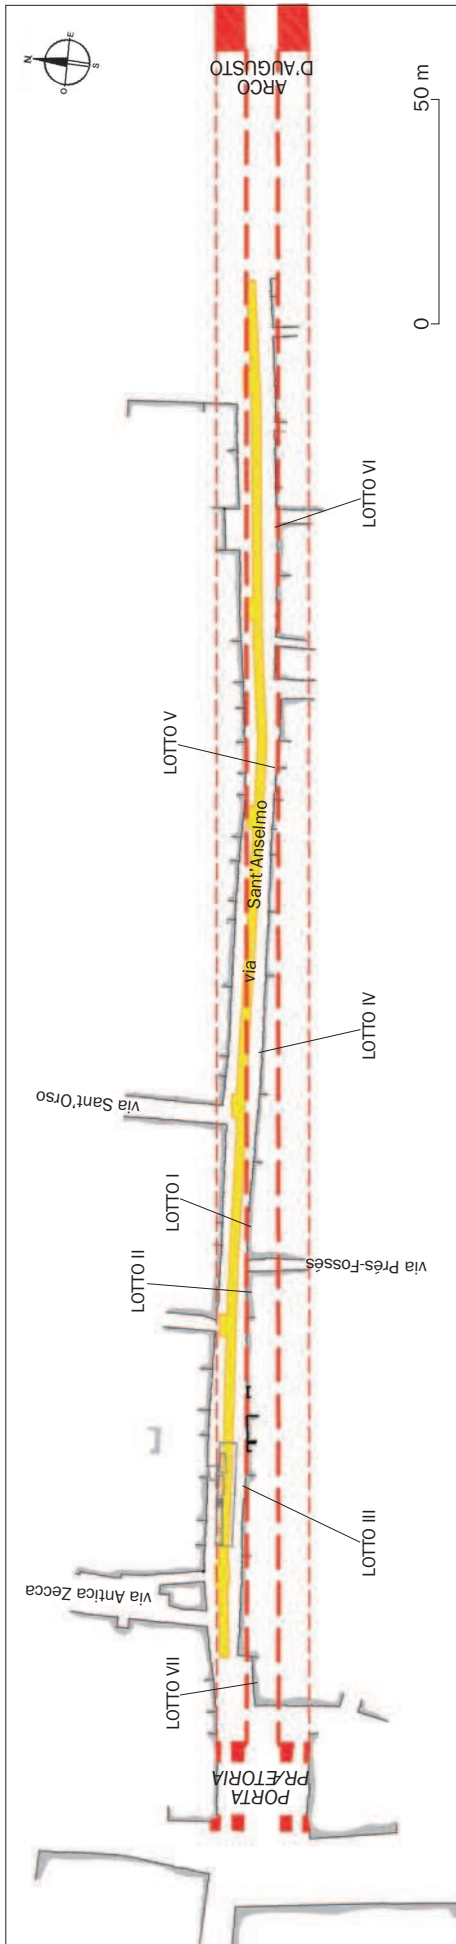 N
E
S
O
ARCO
D'AUGUSTO
50 m
0
LOTTO VI
LOTTO V
via Sant'Anselmo
LOTTO IV
via Sant'Orso
LOTTO I
via Prés-Fossés
LOTTO II
LOTTO III
via Antica Zecca
LOTTO VII
PORTA
PRÆTORIA